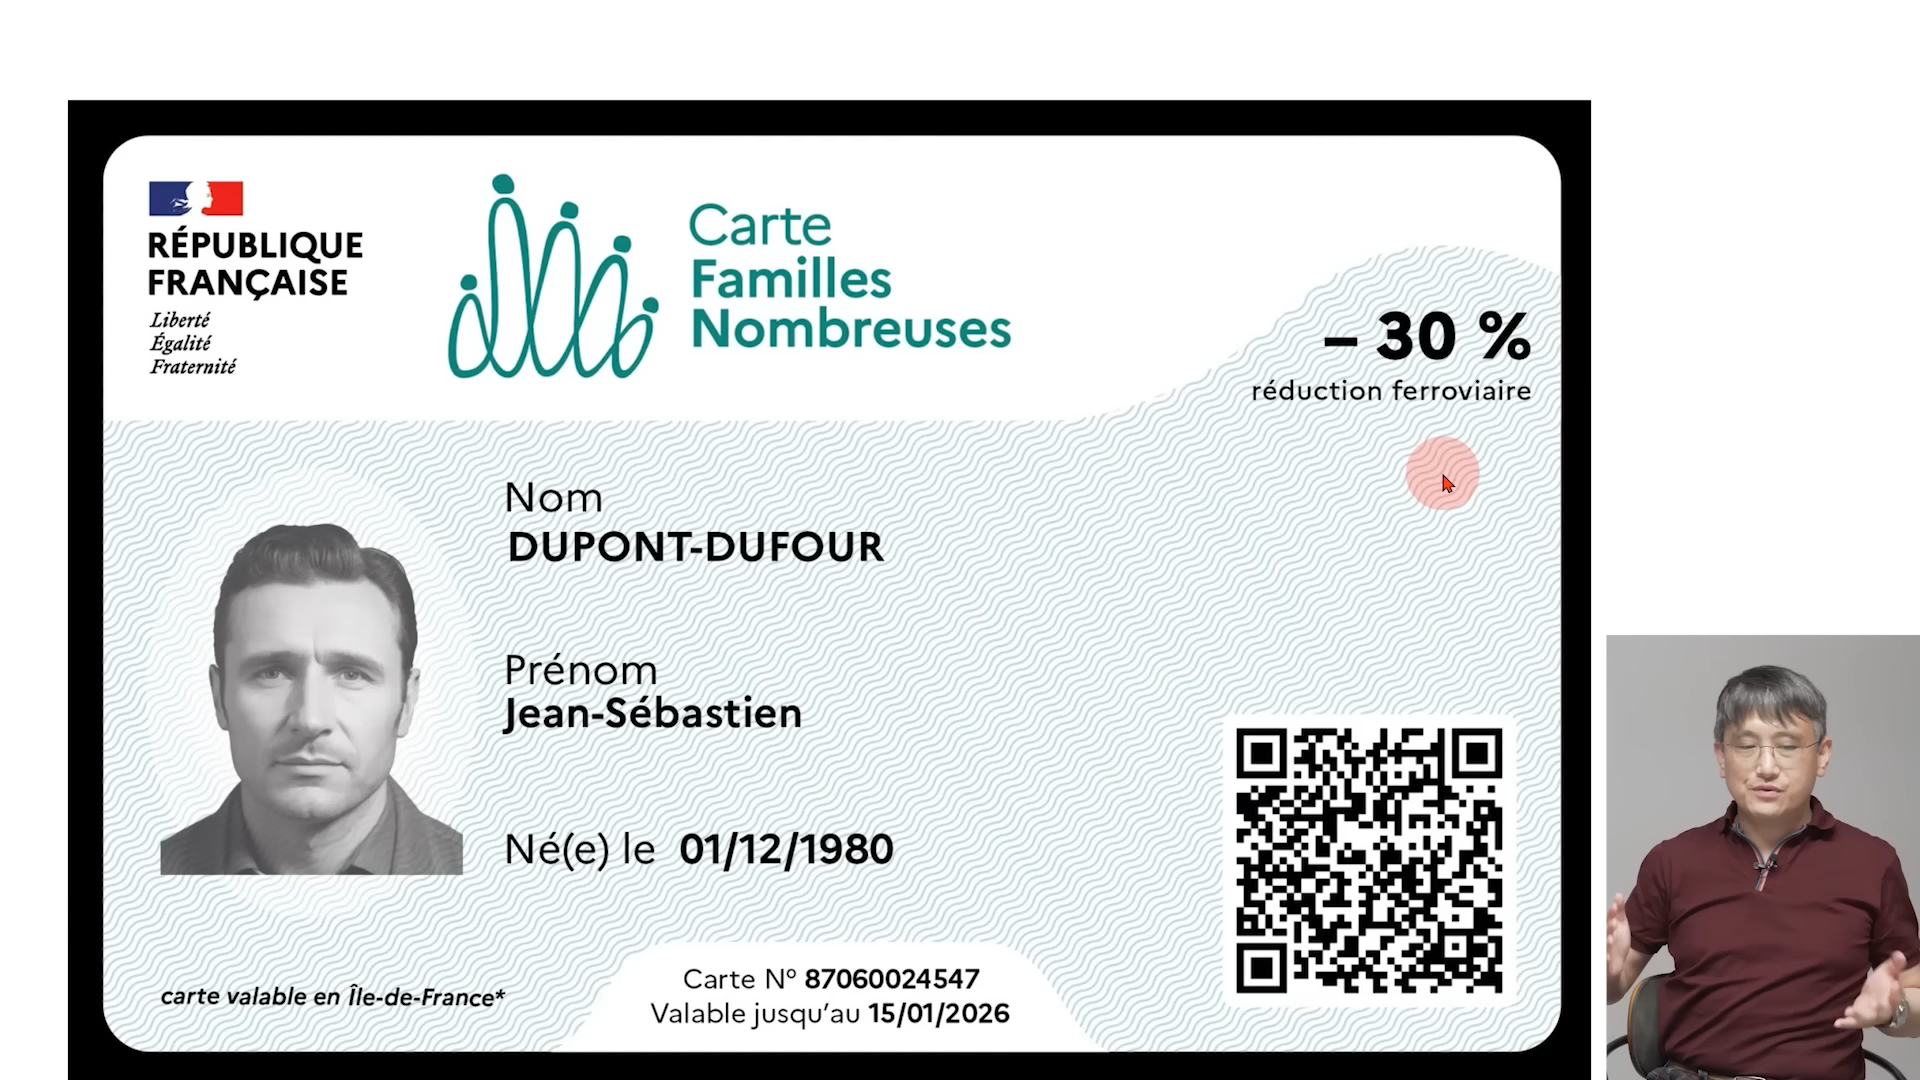 RÉPUBLIQUE
FRANÇAISE
Liberté
Égalité
Fraternité
Carte
Familles
Nombreuses
– 30 %
réduction ferroviaire
Nom
DUPONT-DUFOUR
Prénom
Jean-Sébastien
Né(e) le 01/12/1980
carte valable en Île-de-France*
Carte N° 87060024547
Valable jusqu’au 15/01/2026